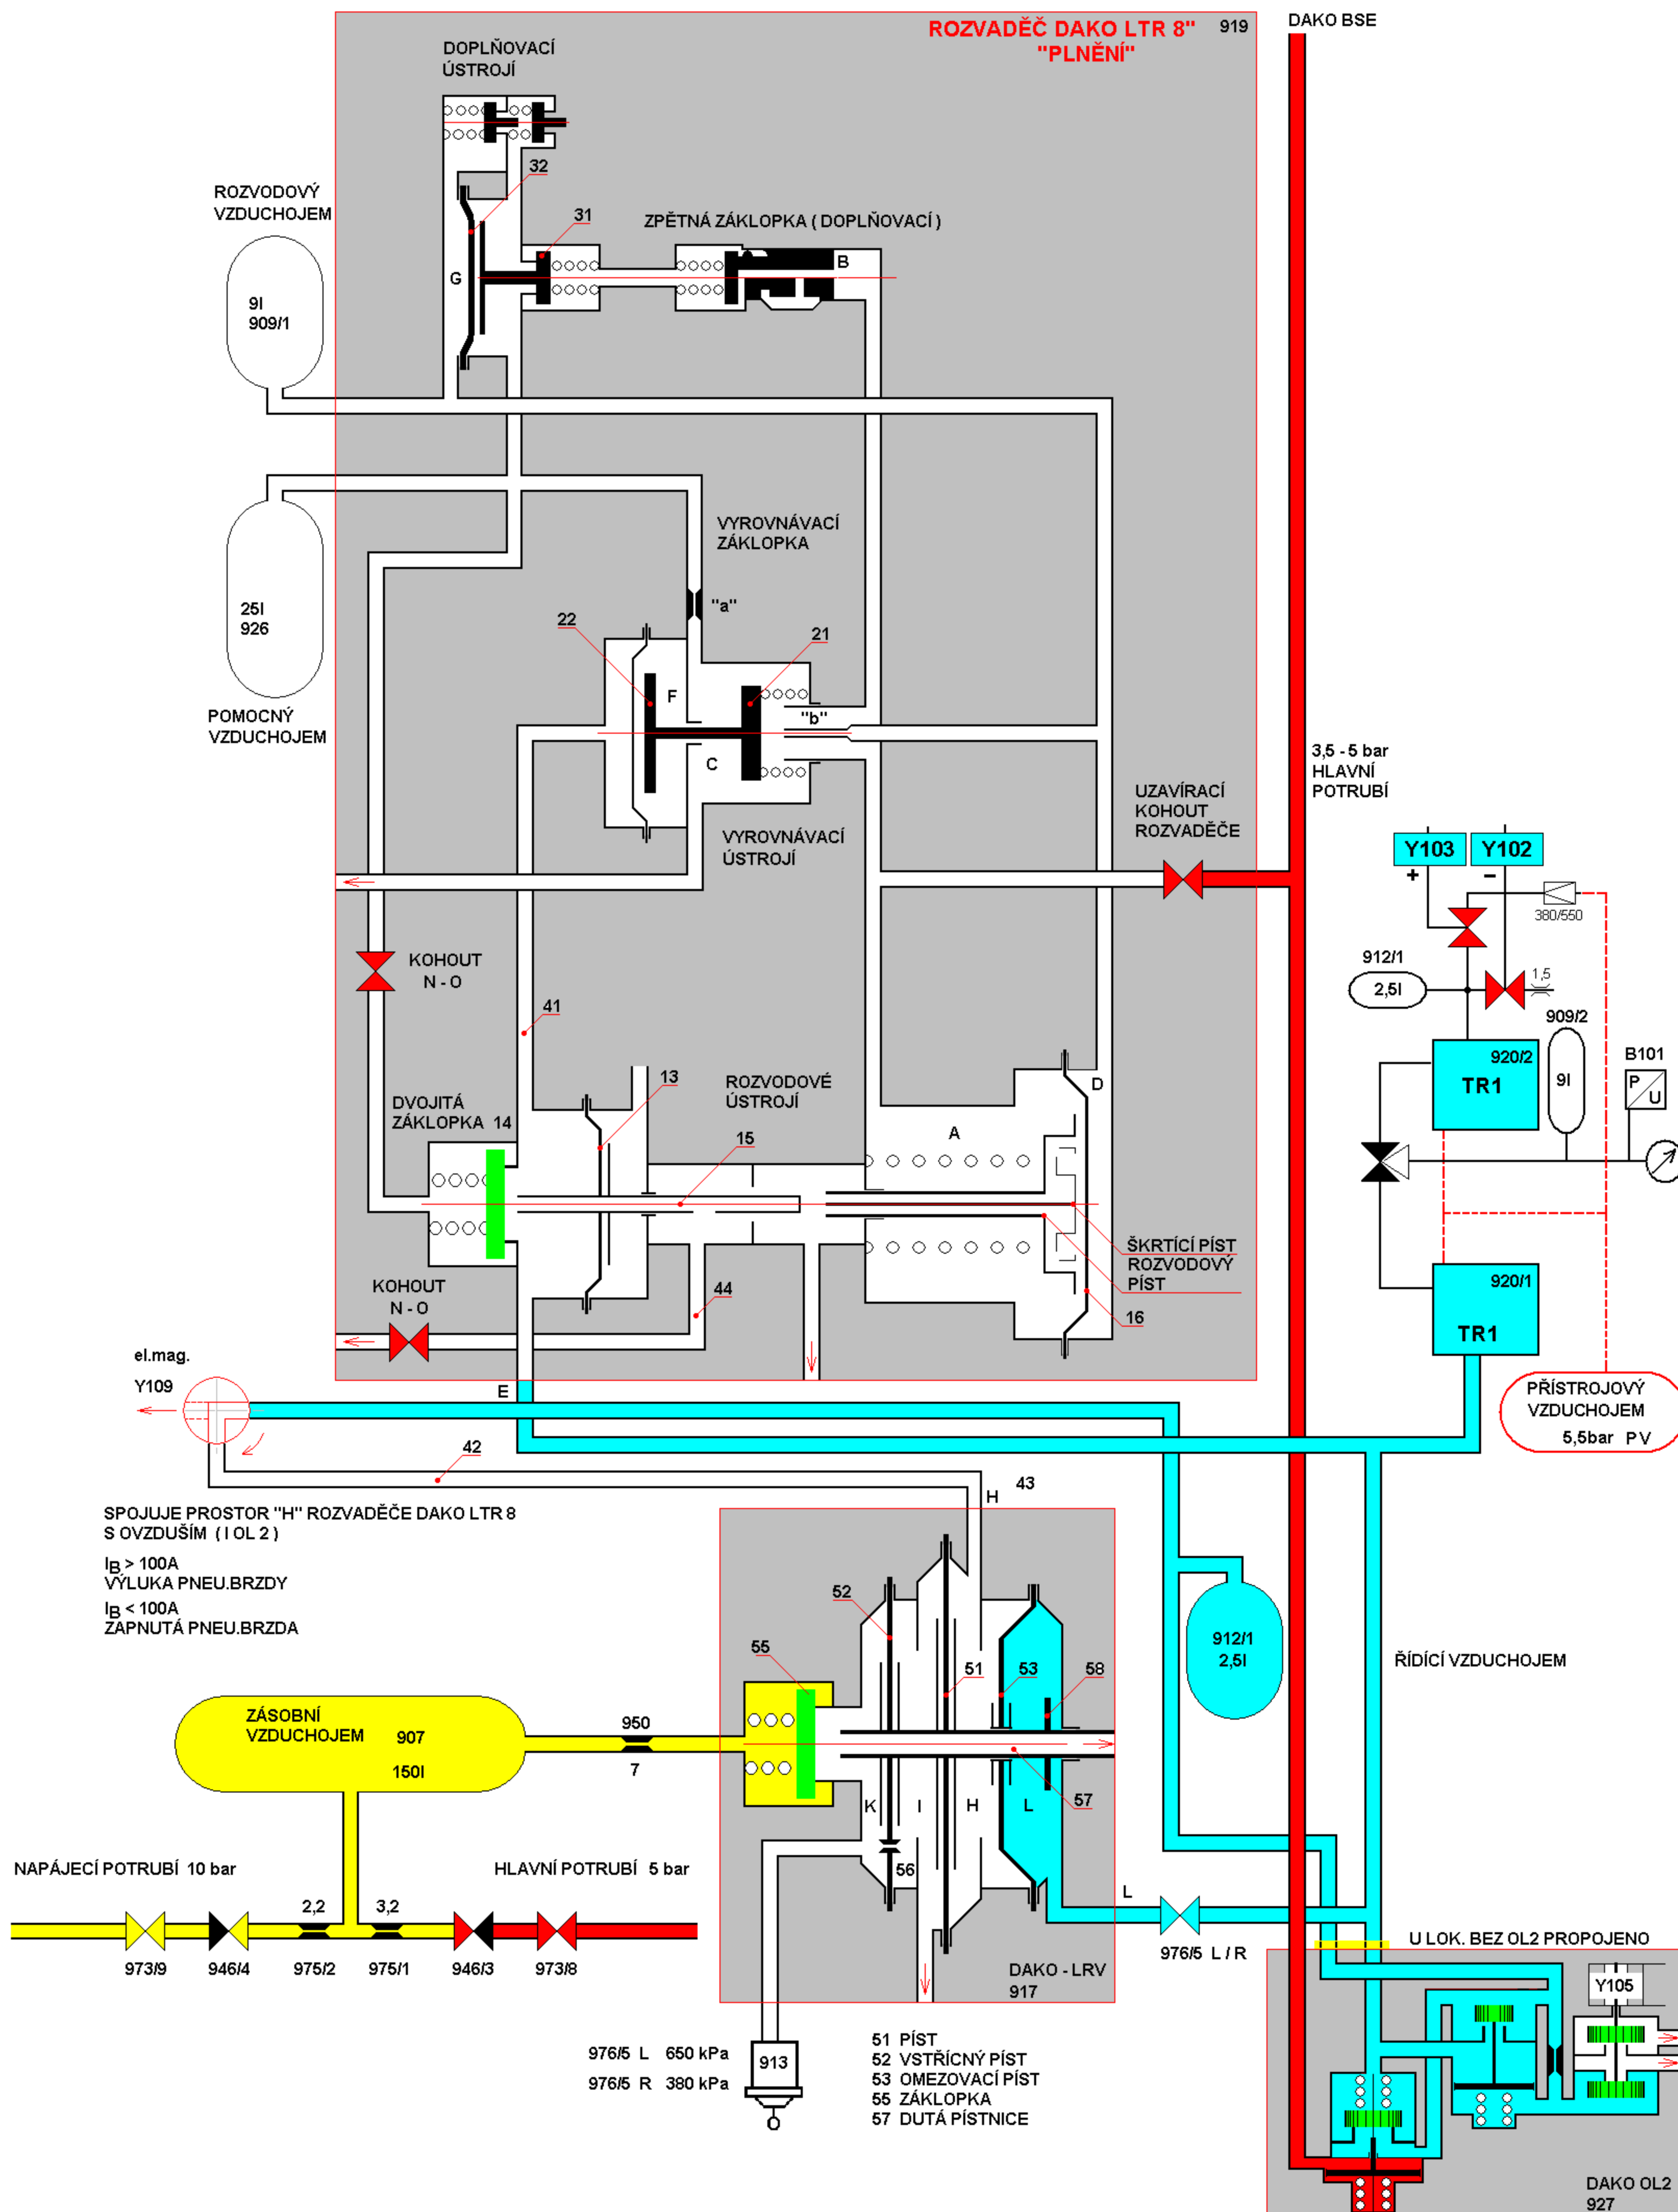 ROZVADĚČ DAKO LTR 8"
"PLNĚNÍ"
919
DAKO BSE
DOPLŇOVACÍ
ÚSTROJÍ
32
ROZVODOVÝ
VZDUCHOJEM
31
ZPĚTNÁ ZÁKLOPKA ( DOPLŇOVACÍ )
B
G
9l
909/1
VYROVNÁVACÍ
ZÁKLOPKA
"a"
25l
926
22
21
F
"b"
C
POMOCNÝ
VZDUCHOJEM
3,5 - 5 bar
HLAVNÍ
POTRUBÍ
UZAVÍRACÍ
KOHOUT
ROZVADĚČE
VYROVNÁVACÍ
ÚSTROJÍ
Y103
Y102
+
–
380/550
KOHOUT
N - O
912/1
2,5l
1,5
41
909/2
9l
B101
P
U
920/2
TR1
13
ROZVODOVÉ
ÚSTROJÍ
D
DVOJITÁ
ZÁKLOPKA 14
15
A
ŠKRTÍCÍ PÍST
ROZVODOVÝ
PÍST
16
KOHOUT
N - O
44
920/1
TR1
el.mag.
Y109
E
PŘÍSTROJOVÝ
VZDUCHOJEM
5,5bar PV
42
43
H
SPOJUJE PROSTOR "H" ROZVADĚČE DAKO LTR 8
S OVZDUŠÍM ( I OL 2 )
IB > 100A
VÝLUKA PNEU.BRZDY
IB < 100A
ZAPNUTÁ PNEU.BRZDA
52
55
51
53
58
912/1
2,5l
ŘÍDÍCÍ VZDUCHOJEM
ZÁSOBNÍ
VZDUCHOJEM
907
150l
950
7
57
K
I
H
L
56
NAPÁJECÍ POTRUBÍ 10 bar
HLAVNÍ POTRUBÍ 5 bar
2,2
3,2
973/9
946/4
975/2
975/1
946/3
973/8
L
976/5 L / R
U LOK. BEZ OL2 PROPOJENO
DAKO - LRV
917
Y105
976/5 L 650 kPa
976/5 R 380 kPa
913
51 PÍST
52 VSTŘÍCNÝ PÍST
53 OMEZOVACÍ PÍST
55 ZÁKLOPKA
57 DUTÁ PÍSTNICE
DAKO OL2
927